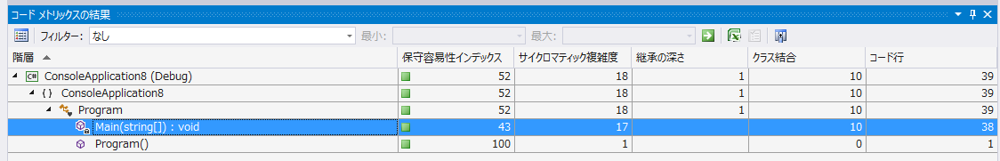 コード メトリックスの結果
フィルター: なし 最小: 最大:
階層 保守容易性インデックス サイクロマティック複雑度 継承の深さ クラス結合 コード行
C# ConsoleApplication8 (Debug) 52 18 1 10 39
{ } ConsoleApplication8 52 18 1 10 39
Program 52 18 1 10 39
Main(string[]) : void 43 17 10 38
Program() 100 1 0 1